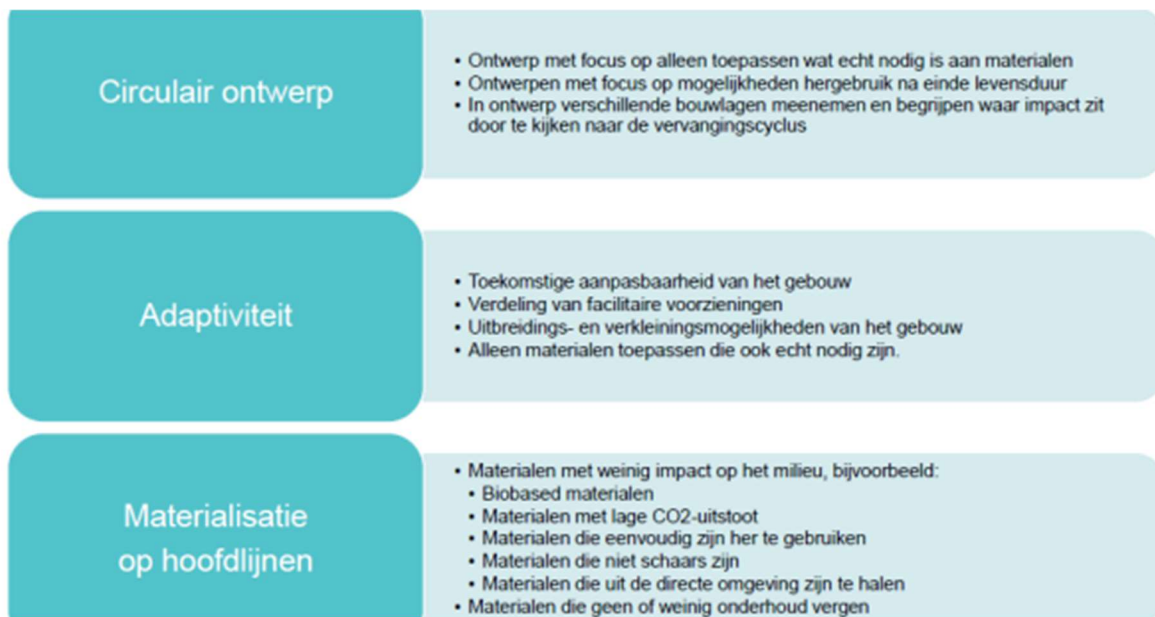 Circulair ontwerp
• Ontwerp met focus op alleen toepassen wat echt nodig is aan materialen
• Ontwerpen met focus op mogelijkheden hergebruik na einde levensduur
• In ontwerp verschillende bouwlagen meenemen en begrijpen waar impact zit
door te kijken naar de vervangingscyclus
Adaptiviteit
• Toekomstige aanpasbaarheid van het gebouw
• Verdeling van facilitaire voorzieningen
• Uitbreidings- en verkleiningsmogelijkheden van het gebouw
• Alleen materialen toepassen die ook echt nodig zijn.
Materialisatie
op hoofdlijnen
• Materialen met weinig impact op het milieu, bijvoorbeeld:
• Biobased materialen
• Materialen met lage CO2-uitstoot
• Materialen die eenvoudig zijn her te gebruiken
• Materialen die niet schaars zijn
• Materialen die uit de directe omgeving zijn te halen
• Materialen die geen of weinig onderhoud vergen